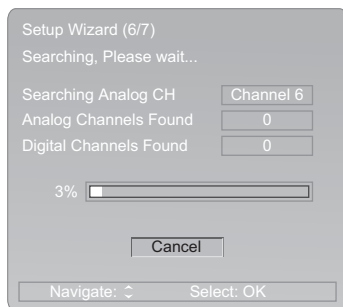 Setup Wizard (6/7)
Searching, Please wait...
Searching Analog CH Channel 6
Analog Channels Found 0
Digital Channels Found 0
3%
Cancel
Navigate: Select: OK